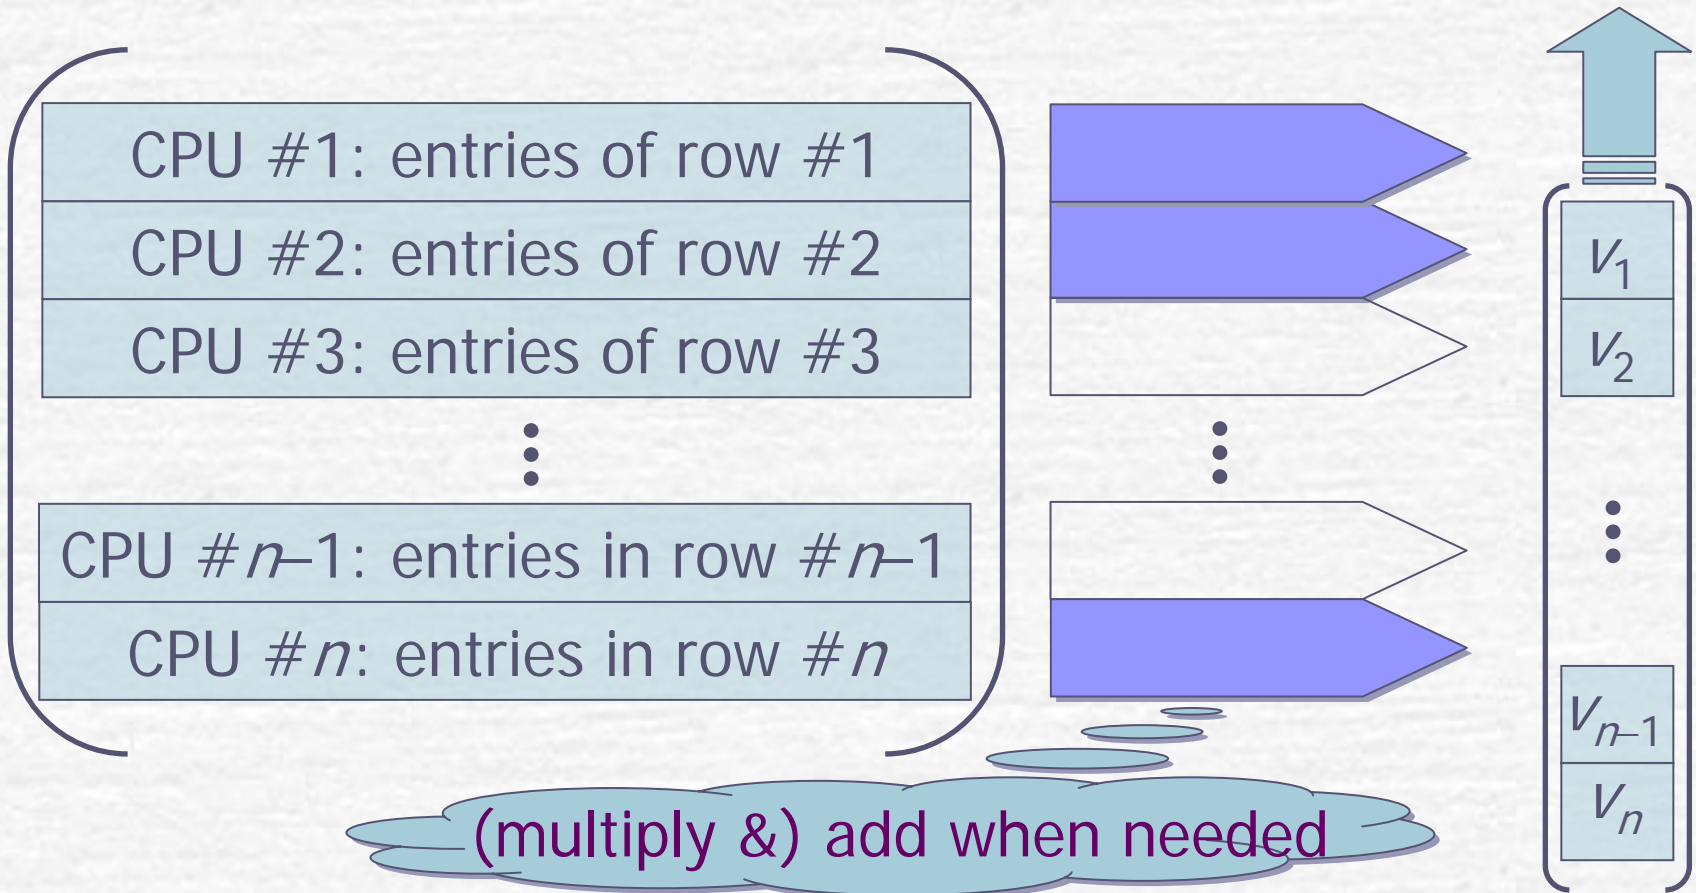 CPU #1: entries of row #1
CPU #2: entries of row #2
CPU #3: entries of row #3
CPU #n–1: entries in row #n–1
CPU #n: entries in row #n
(multiply &) add when needed
V1
V2
Vn–1
Vn